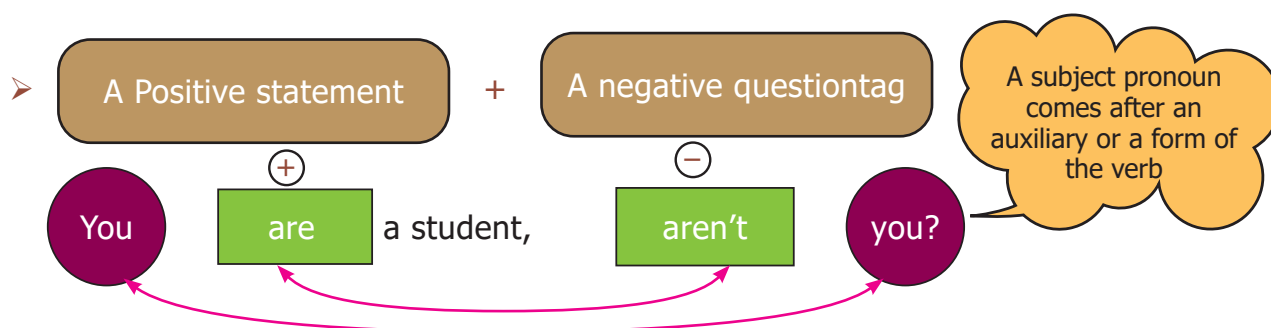 ➢ A Positive statement + A negative questiontag
A subject pronoun
comes after an
auxiliary or a form of
the verb
+ −
You are a student, aren't you?